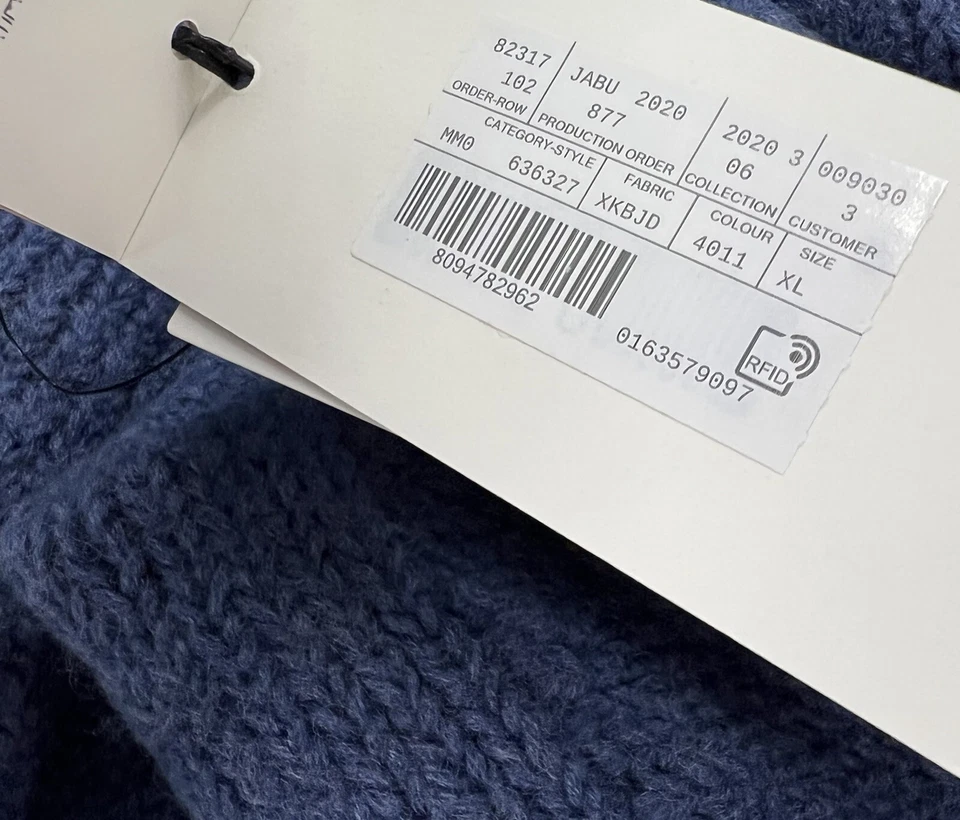 82317
102
ORDER-ROW
JABU 2020
877
PRODUCTION ORDER
2020 3
06
COLLECTION
009030
3
CUSTOMER
CATEGORY-STYLE
MM0 636327
FABRIC
XKBJD
COLOUR
4011
SIZE
XL
8094782962
0163579097
RFID